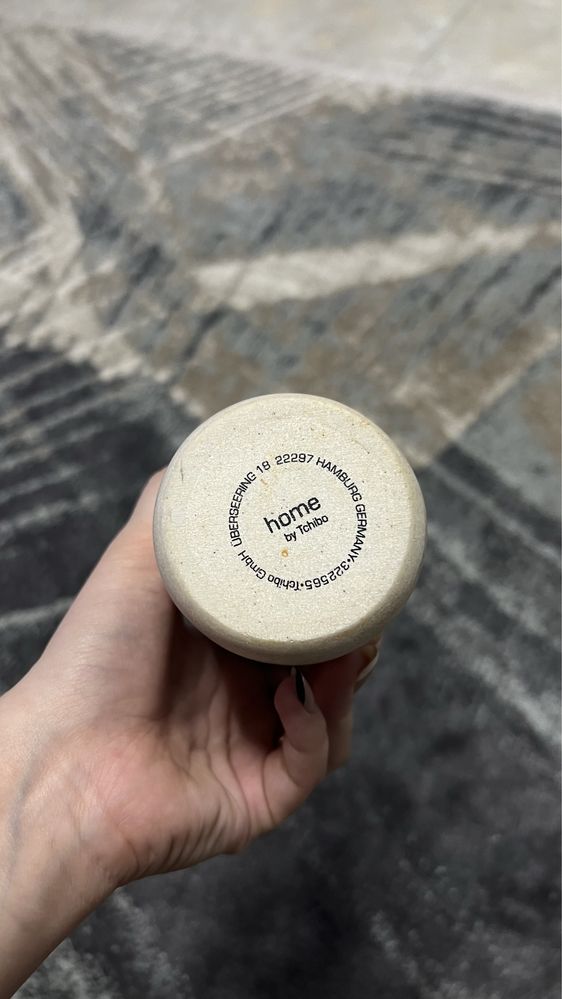 home
by Tchibo
Tchibo GmbH ÜBERSEERING 18 22297 HAMBURG GERMANY•322565•